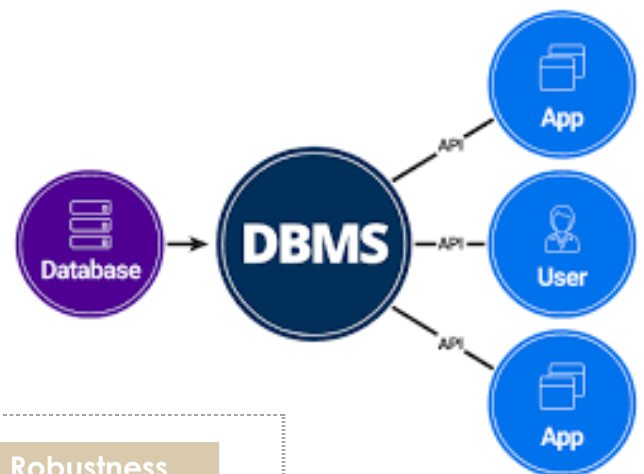 App
API
Database
DBMS
API
User
API
App
Robustness